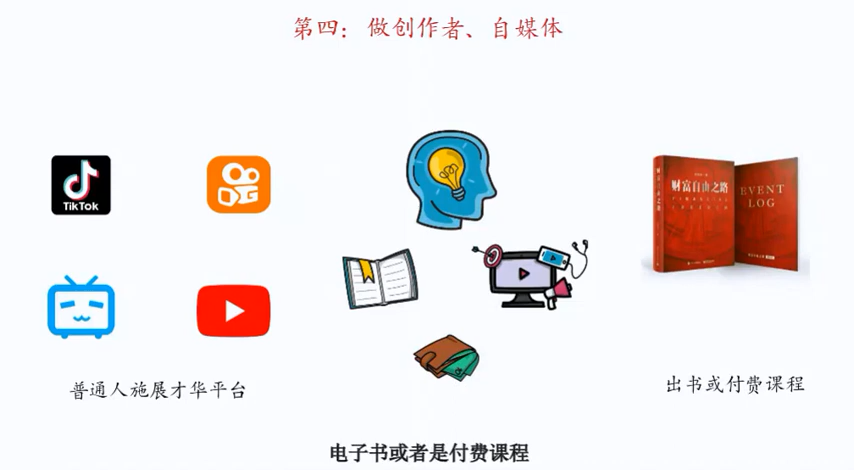 第四：做创作者、自媒体
TikTok
财富自由之路
EVENT
LOG
普通人施展才华平台
出书或付费课程
电子书或者是付费课程